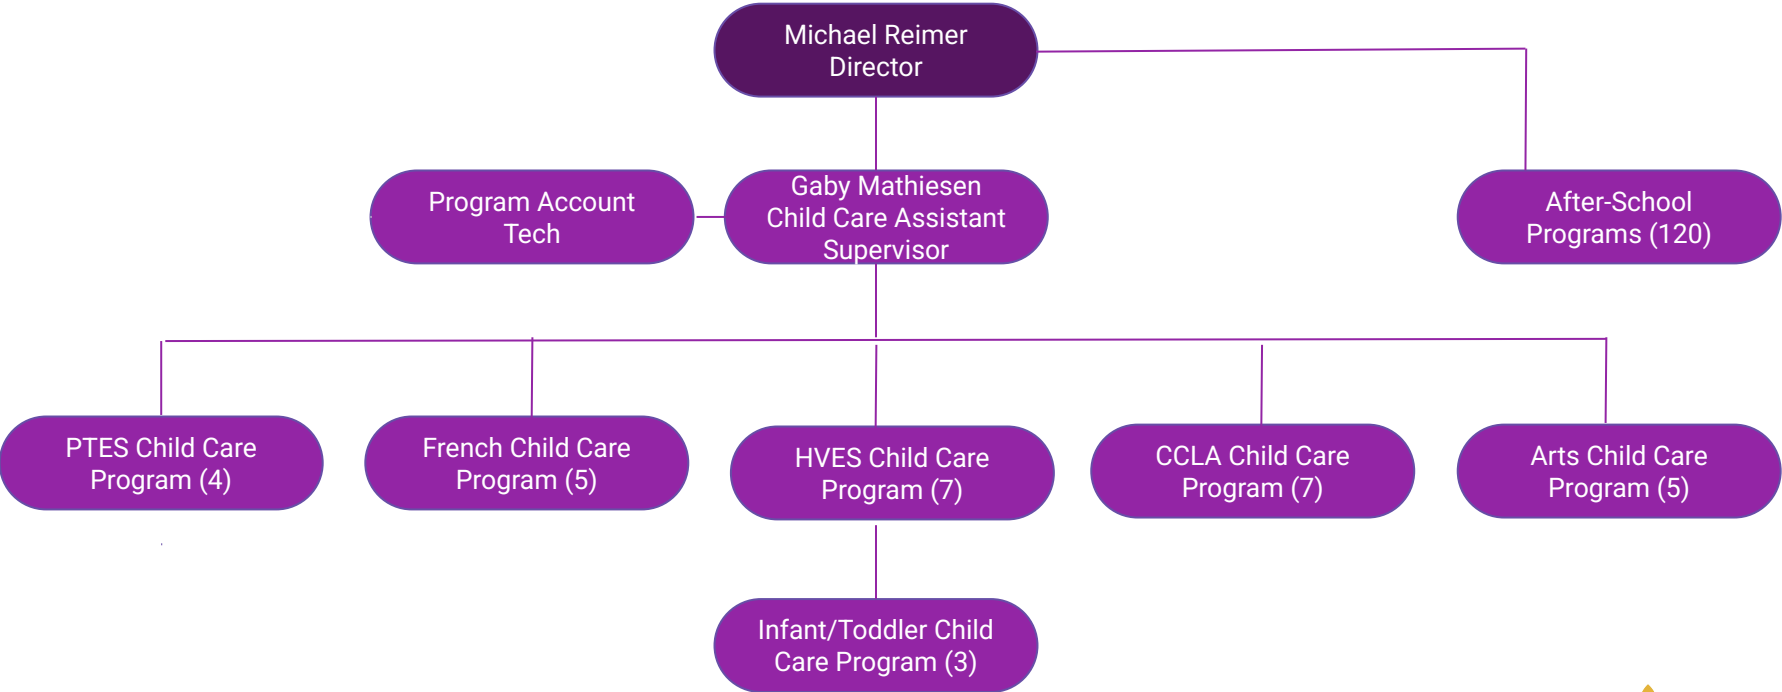 Michael Reimer
Director
Program Account
Tech
Gaby Mathiesen
Child Care Assistant
Supervisor
After-School
Programs (120)
PTES Child Care
Program (4)
French Child Care
Program (5)
HVES Child Care
Program (7)
CCLA Child Care
Program (7)
Arts Child Care
Program (5)
Infant/Toddler Child
Care Program (3)